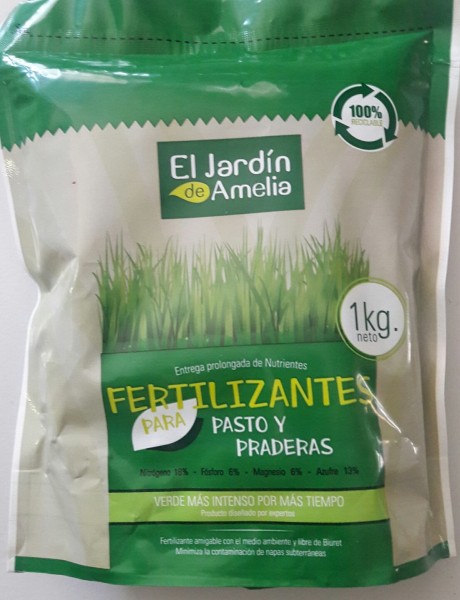 100%
RECICLABLE
El Jardín
de Amelia
1kg.
neto
Entrega prolongada de Nutrientes
FERTILIZANTES
PARA PASTO Y
PRADERAS
Nitrógeno 18% - Fósforo 6% - Magnesio 6% - Azufre 13%
VERDE MÁS INTENSO POR MÁS TIEMPO
Producto diseñado por expertos
Fertilizante amigable con el medio ambiente y libre de Biuret
Minimiza la contaminación de napas subterráneas